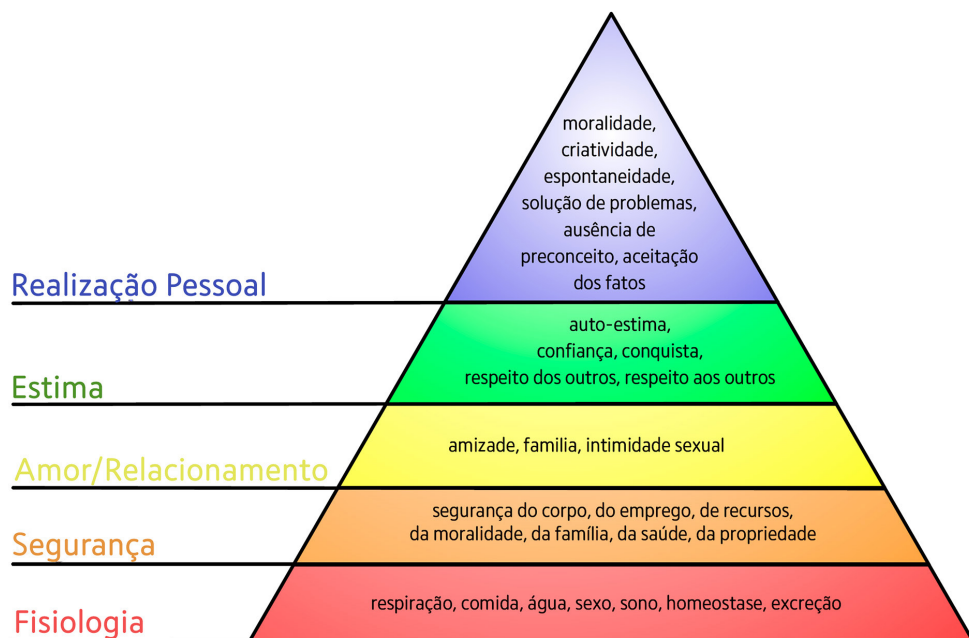 moralidade,
criatividade,
espontaneidade,
solução de problemas,
ausência de
preconceito, aceitação
dos fatos
Realização Pessoal
auto-estima,
confiança, conquista,
respeito dos outros, respeito aos outros
Estima
amizade, familia, intimidade sexual
Amor/Relacionamento
segurança do corpo, do emprego, de recursos,
da moralidade, da família, da saúde, da propriedade
Segurança
respiração, comida, água, sexo, sono, homeostase, excreção
Fisiologia